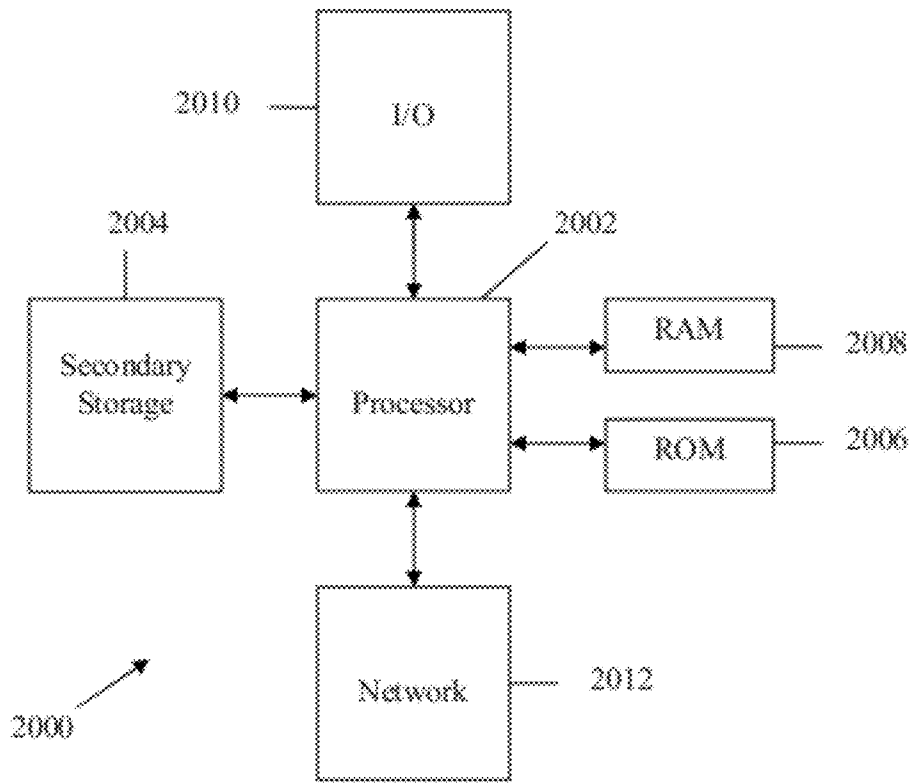 2010
I/O
2004
2002
Secondary
Storage
Processor
RAM
2008
ROM
2006
Network
2012
2000